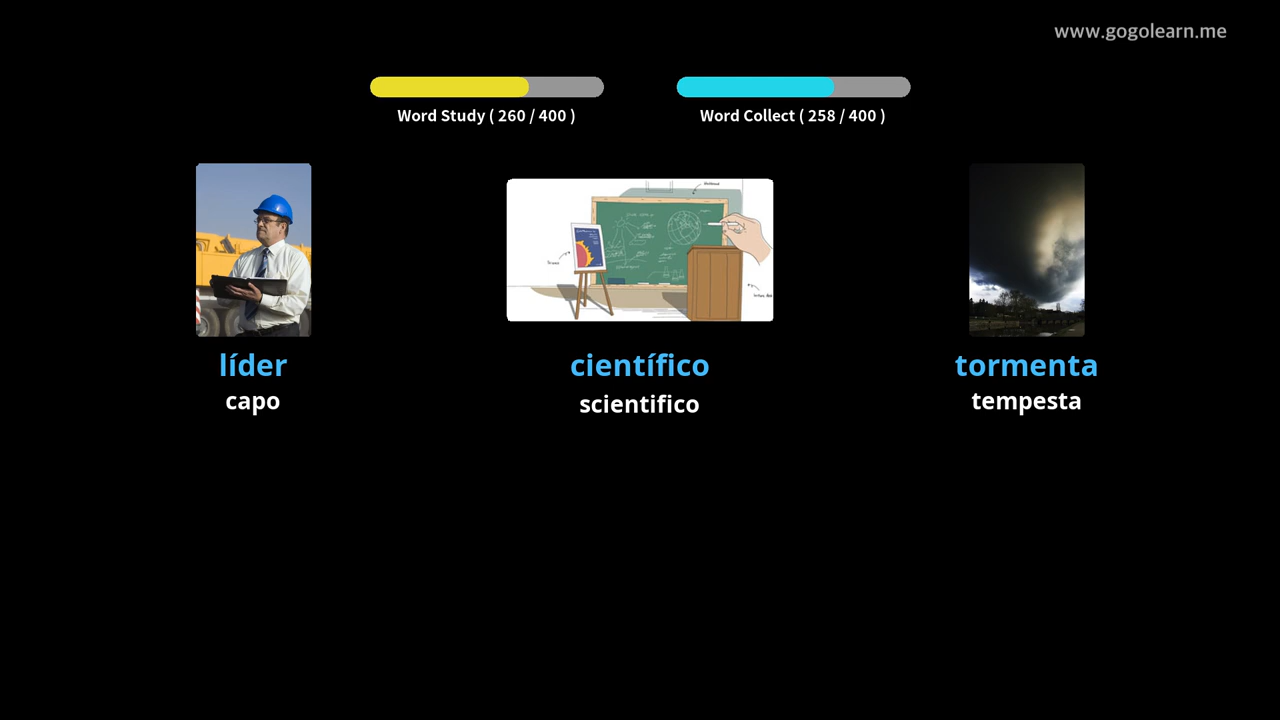 www.gogolearn.me
Word Study ( 260 / 400 )
Word Collect ( 258 / 400 )
líder
capo
científico
scientifico
tormenta
tempesta